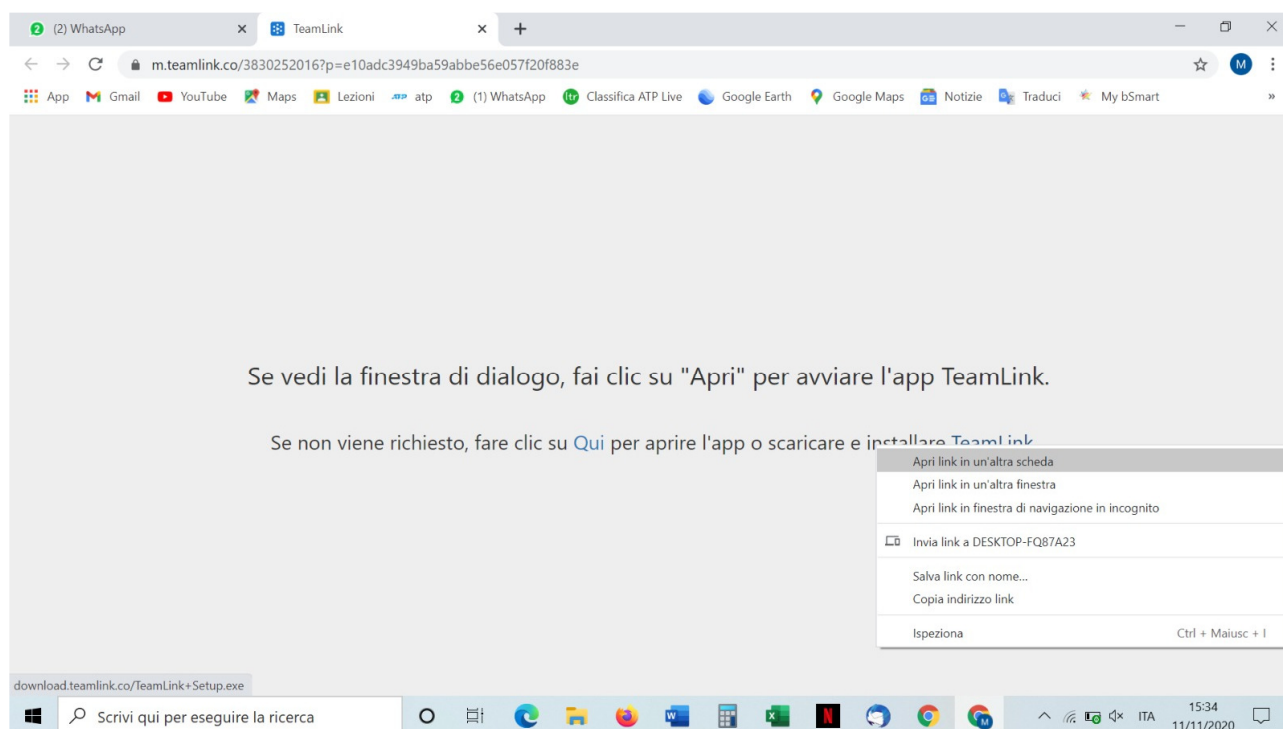 (2) WhatsApp
TeamLink
m.teamlink.co/3830252016?p=e10adc3949ba59abbe56e057f20f883e
M
App
Gmail
YouTube
Maps
Lezioni
atp
(1) WhatsApp
Classifica ATP Live
Google Earth
Google Maps
Notizie
Traduci
My bSmart
»
Se vedi la finestra di dialogo, fai clic su "Apri" per avviare l'app TeamLink.
Se non viene richiesto, fare clic su Qui per aprire l'app o scaricare e installare TeamLink
Apri link in un'altra scheda
Apri link in un'altra finestra
Apri link in finestra di navigazione in incognito
Invia link a DESKTOP-FQ87A23
Salva link con nome...
Copia indirizzo link
Ispeziona Ctrl + Maiusc + I
download.teamlink.co/TeamLink+Setup.exe
Scrivi qui per eseguire la ricerca
ITA
15:34
11/11/2020